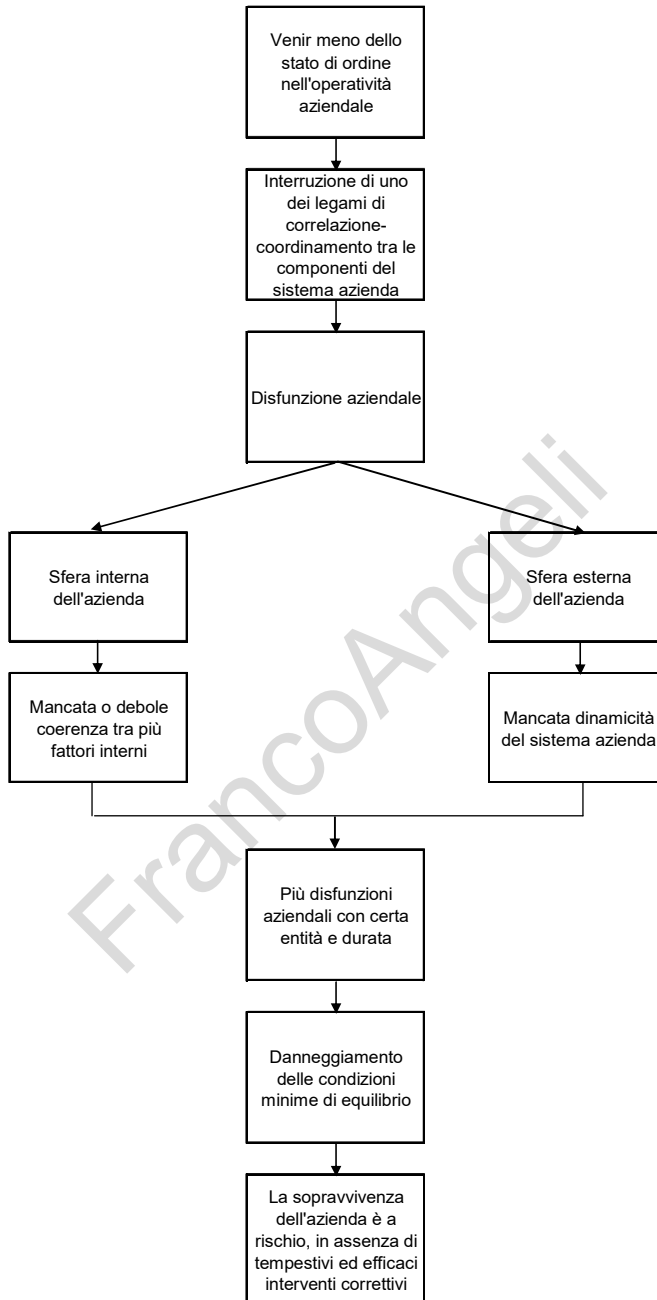 Venir meno dello
stato di ordine
nell'operatività
aziendale
Interruzione di uno
dei legami di
correlazione-
coordinamento tra le
componenti del
sistema azienda
Disfunzione aziendale
Sfera interna
dell'azienda
Sfera esterna
dell'azienda
Mancata o debole
coerenza tra più
fattori interni
Mancata dinamicità
del sistema azienda
Più disfunzioni
aziendali con certa
entità e durata
Danneggiamento
delle condizioni
minime di equilibrio
La sopravvivenza
dell'azienda è a
rischio, in assenza di
tempestivi ed efficaci
interventi correttivi
FrancoAngeli